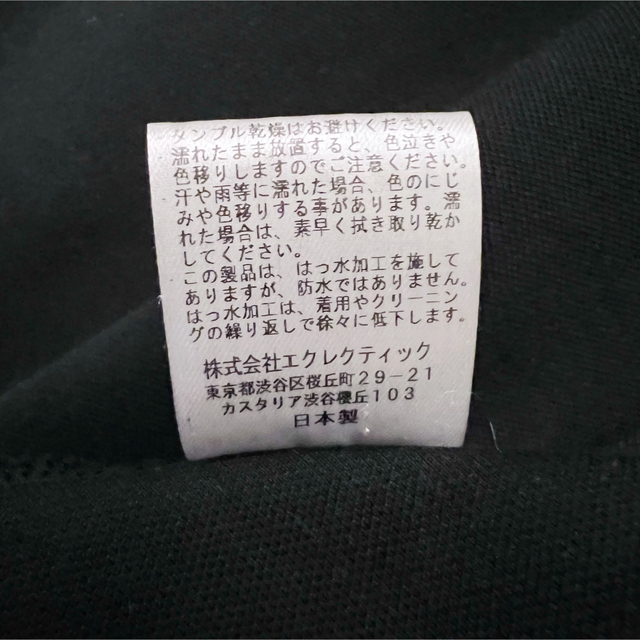 タンブル乾燥はお避けください。
濡れたまま放置すると、色泣きや
色移りしますのでご注意ください。
汗や雨等に濡れた場合、色のにじ
みや色移りする事があります。濡
れた場合は、素早く拭き取り乾か
してください。
この製品は、はっ水加工を施して
ありますが、防水ではありません。
はっ水加工は、着用やクリーニン
グの繰り返しで徐々に低下します。
株式会社エクレクティック
東京都渋谷区桜丘町29-21
カスタリア渋谷櫻丘103
日本製